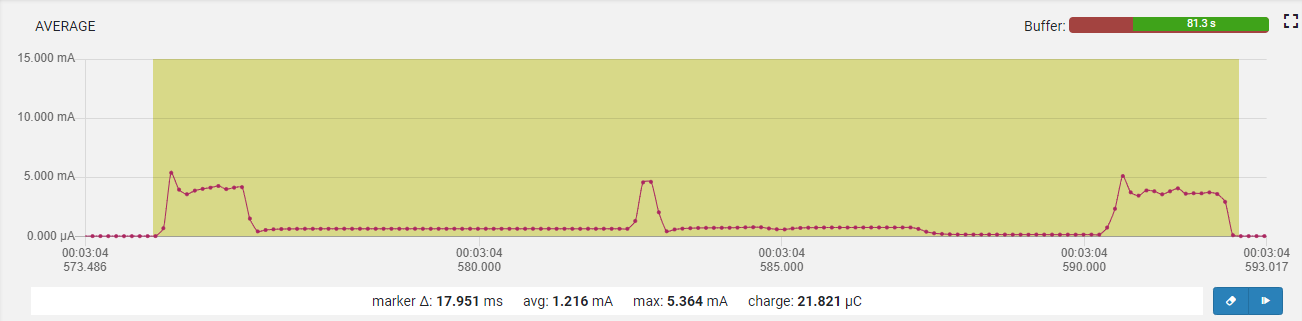 AVERAGE
Buffer: 81.3 s
15.000 mA
10.000 mA
5.000 mA
0.000 µA
00:03:04 00:03:04 00:03:04 00:03:04 00:03:04
573.486 580.000 585.000 590.000 593.017
marker Δ: 17.951 ms avg: 1.216 mA max: 5.364 mA charge: 21.821 µC